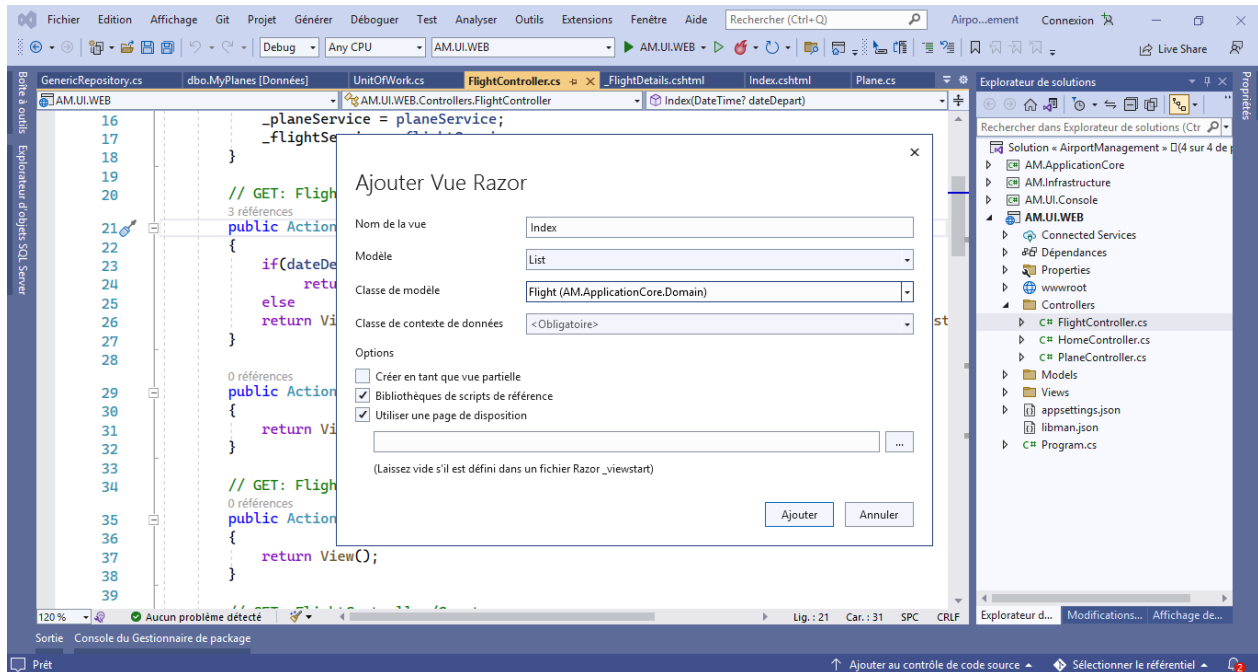 Fichier Edition Affichage Git Projet Générer Déboguer Test Analyser Outils Extensions Fenêtre Aide Rechercher (Ctrl+Q) Airpo...ement Connexion
Debug Any CPU AM.UI.WEB AM.UI.WEB Live Share
Boîte à outils
Explorateur d'objets SQL Server
GenericRepository.cs dbo.MyPlanes [Données] UnitOfWork.cs FlightController.cs _FlightDetails.cshtml Index.cshtml Plane.cs
AM.UI.WEB AM.UI.WEB.Controllers.FlightController Index(DateTime? dateDepart)
16 _planeService = planeService;
17 _flightSe
18 }
19
20 // GET: Fligh
3 références
21 public Action
22 {
23 if(dateDe
24 retu
25 else
26 return Vi st
27 }
28
0 références
29 public Action
30 {
31 return Vi
32 }
33
34 // GET: Fligh
0 références
35 public Action
36 {
37 return View();
38 }
39
Ajouter Vue Razor
Nom de la vue Index
Modèle List
Classe de modèle Flight (AM.ApplicationCore.Domain)
Classe de contexte de données <Obligatoire>
Options
Créer en tant que vue partielle
Bibliothèques de scripts de référence
Utiliser une page de disposition
...
(Laissez vide s'il est défini dans un fichier Razor _viewstart)
Ajouter Annuler
120 % Aucun problème détecté Lig. : 21 Car. : 31 SPC CRLF
Explorateur de solutions
Rechercher dans Explorateur de solutions (Ctr
Solution « AirportManagement » (4 sur 4 de
C# AM.ApplicationCore
C# AM.Infrastructure
C# AM.UI.Console
AM.UI.WEB
Connected Services
Dépendances
Properties
wwwroot
Controllers
C# FlightController.cs
C# HomeController.cs
C# PlaneController.cs
Models
Views
appsettings.json
libman.json
C# Program.cs
Explorateur d... Modifications... Affichage de...
Propriétés
Sortie Console du Gestionnaire de package
Prêt Ajouter au contrôle de code source Sélectionner le référentiel 2